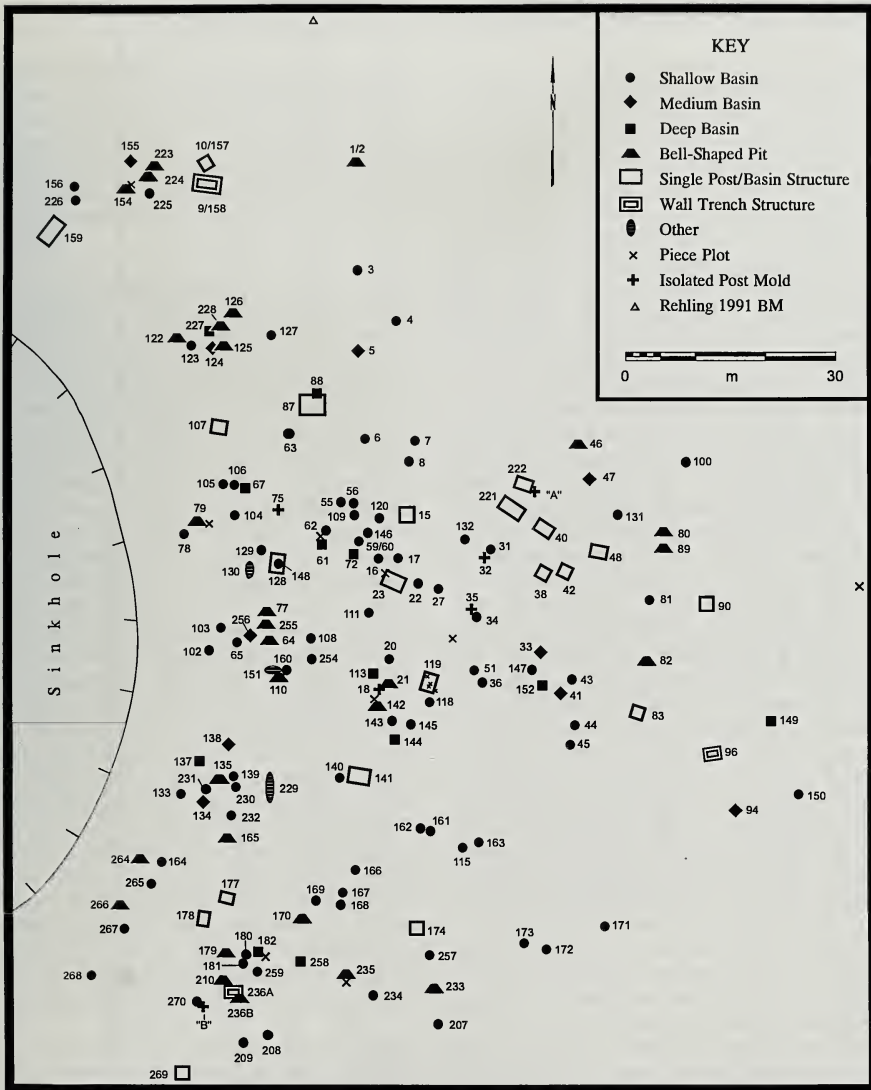 KEY
Shallow Basin
Medium Basin
Deep Basin
Bell-Shaped Pit
Single Post/Basin Structure
Wall Trench Structure
Other
Piece Plot
Isolated Post Mold
Rehling 1991 BM
0 m 30
N
155 223 10/157 1/2
156 224
226 154 225 9/158
159
3
126
228
227 127 4
122
123 124 125 5
88
87
107
63 6 7 46
8 100
222 47
106
105 67 "A"
221
79 104 75 55 56 109 120 15 131
62 146 132 40 80
78 59/60 31 48 89
129 61 72 17 32
130 128 148 16 38 42
23 22 27 81 90
77 35
256 255 111 34
103 64 108
102 65 254 20 33 82
160 119 51 147
151 113 21 36 152 43
110 18 118 41 83
142 149
143 145 44
138 144 45 96
137
135 139 140 141
231
133 230 229 150
134 232 94
165 162 161 163
115
264 164 166
265 177 169 167
266 178 170 168 174 171
267 180 182 173
179 172
181 258 257
268 259 235
210 236A 233
270 236B 234
"B" 207
208
209
269
Sinkhole